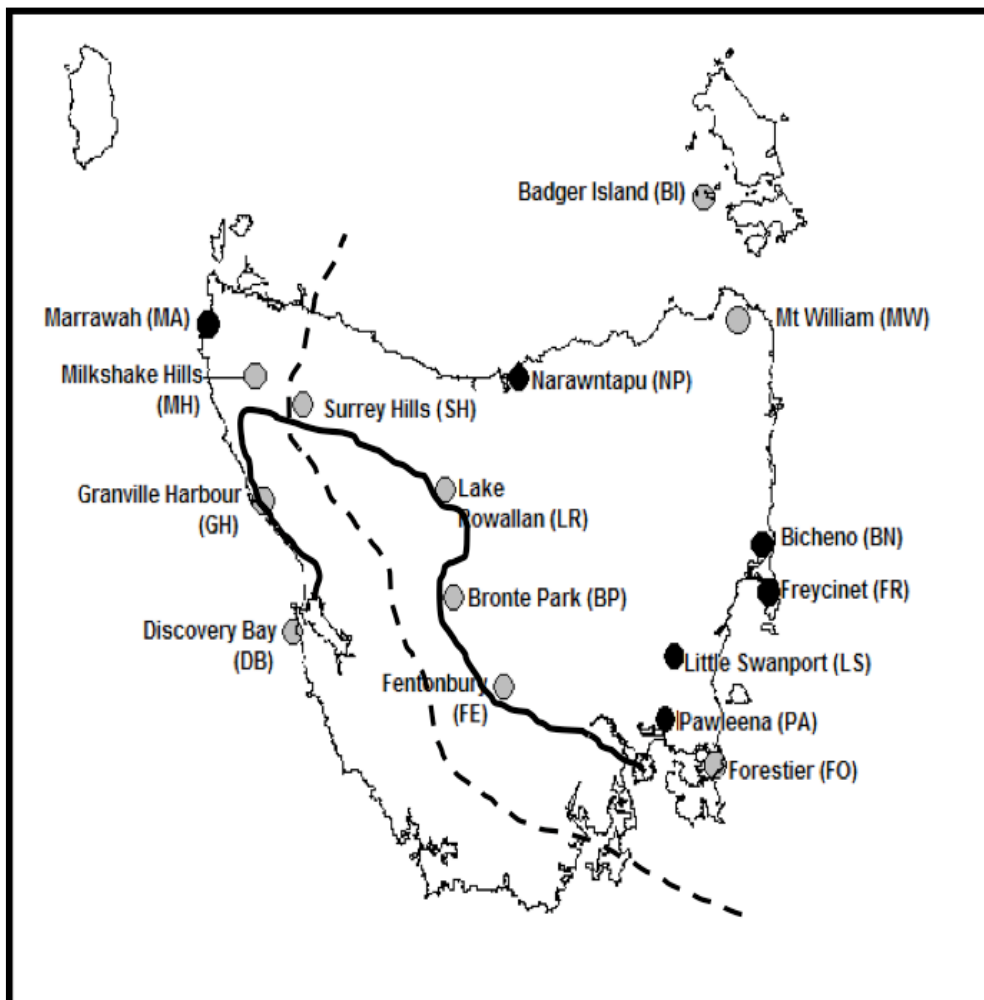 Badger Island (BI)
Marrawah (MA)
Mt William (MW)
Milkshake Hills
(MH)
Narawntapu (NP)
Surrey Hills (SH)
Granville Harbour
(GH)
Lake
Rowallan (LR)
Bicheno (BN)
Freycinet (FR)
Bronte Park (BP)
Discovery Bay
(DB)
Little Swanport (LS)
Fentonbury
(FE)
Pawleena (PA)
Forestier (FO)